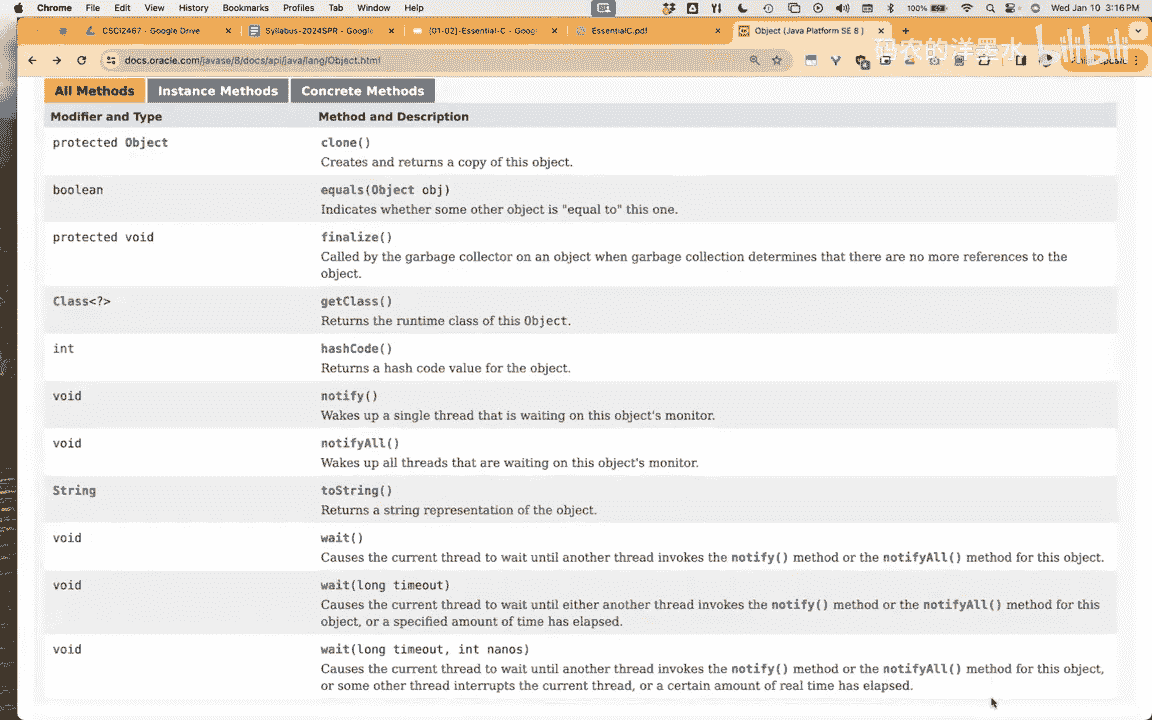 Chrome File Edit View History Bookmarks Profiles Tab Window Help 100% Wed Jan 10 3:16 PM
CSCI2467 - Google Drive Syllabus-2024SPR - Google (01-02)-Essential-C - Goog EssentialC.pdf Object (Java Platform SE 8 )
码农的洋墨水 bilibili
docs.oracle.com/javase/8/docs/api/java/lang/Object.html
All Methods Instance Methods Concrete Methods
Modifier and Type Method and Description
protected Object clone()
Creates and returns a copy of this object.
boolean equals(Object obj)
Indicates whether some other object is "equal to" this one.
protected void finalize()
Called by the garbage collector on an object when garbage collection determines that there are no more references to the
object.
Class<?> getClass()
Returns the runtime class of this Object.
int hashCode()
Returns a hash code value for the object.
void notify()
Wakes up a single thread that is waiting on this object's monitor.
void notifyAll()
Wakes up all threads that are waiting on this object's monitor.
String toString()
Returns a string representation of the object.
void wait()
Causes the current thread to wait until another thread invokes the notify() method or the notifyAll() method for this object.
void wait(long timeout)
Causes the current thread to wait until either another thread invokes the notify() method or the notifyAll() method for this
object, or a specified amount of time has elapsed.
void wait(long timeout, int nanos)
Causes the current thread to wait until another thread invokes the notify() method or the notifyAll() method for this object,
or some other thread interrupts the current thread, or a certain amount of real time has elapsed.